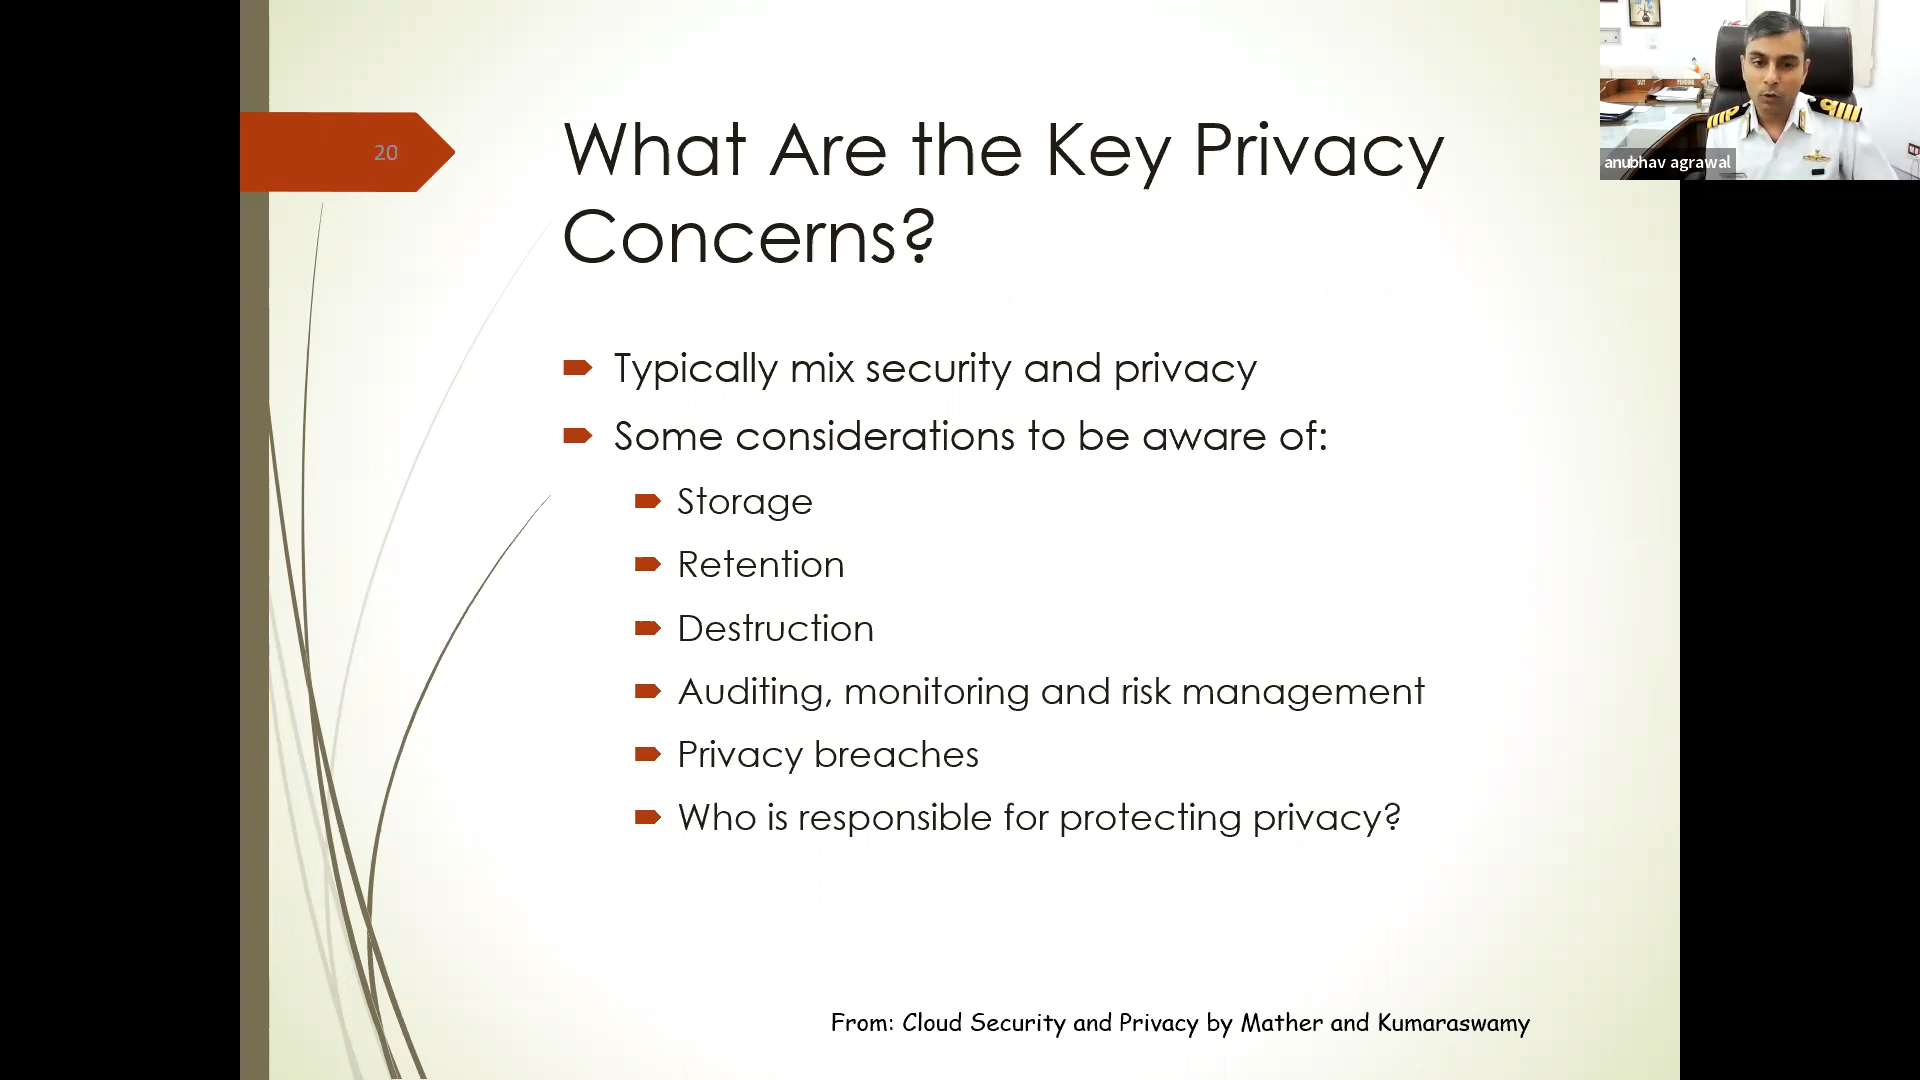 20
What Are the Key Privacy
Concerns?
Typically mix security and privacy
Some considerations to be aware of:
Storage
Retention
Destruction
Auditing, monitoring and risk management
Privacy breaches
Who is responsible for protecting privacy?
From: Cloud Security and Privacy by Mather and Kumaraswamy
OUT
PENDING
anubhav agrawal